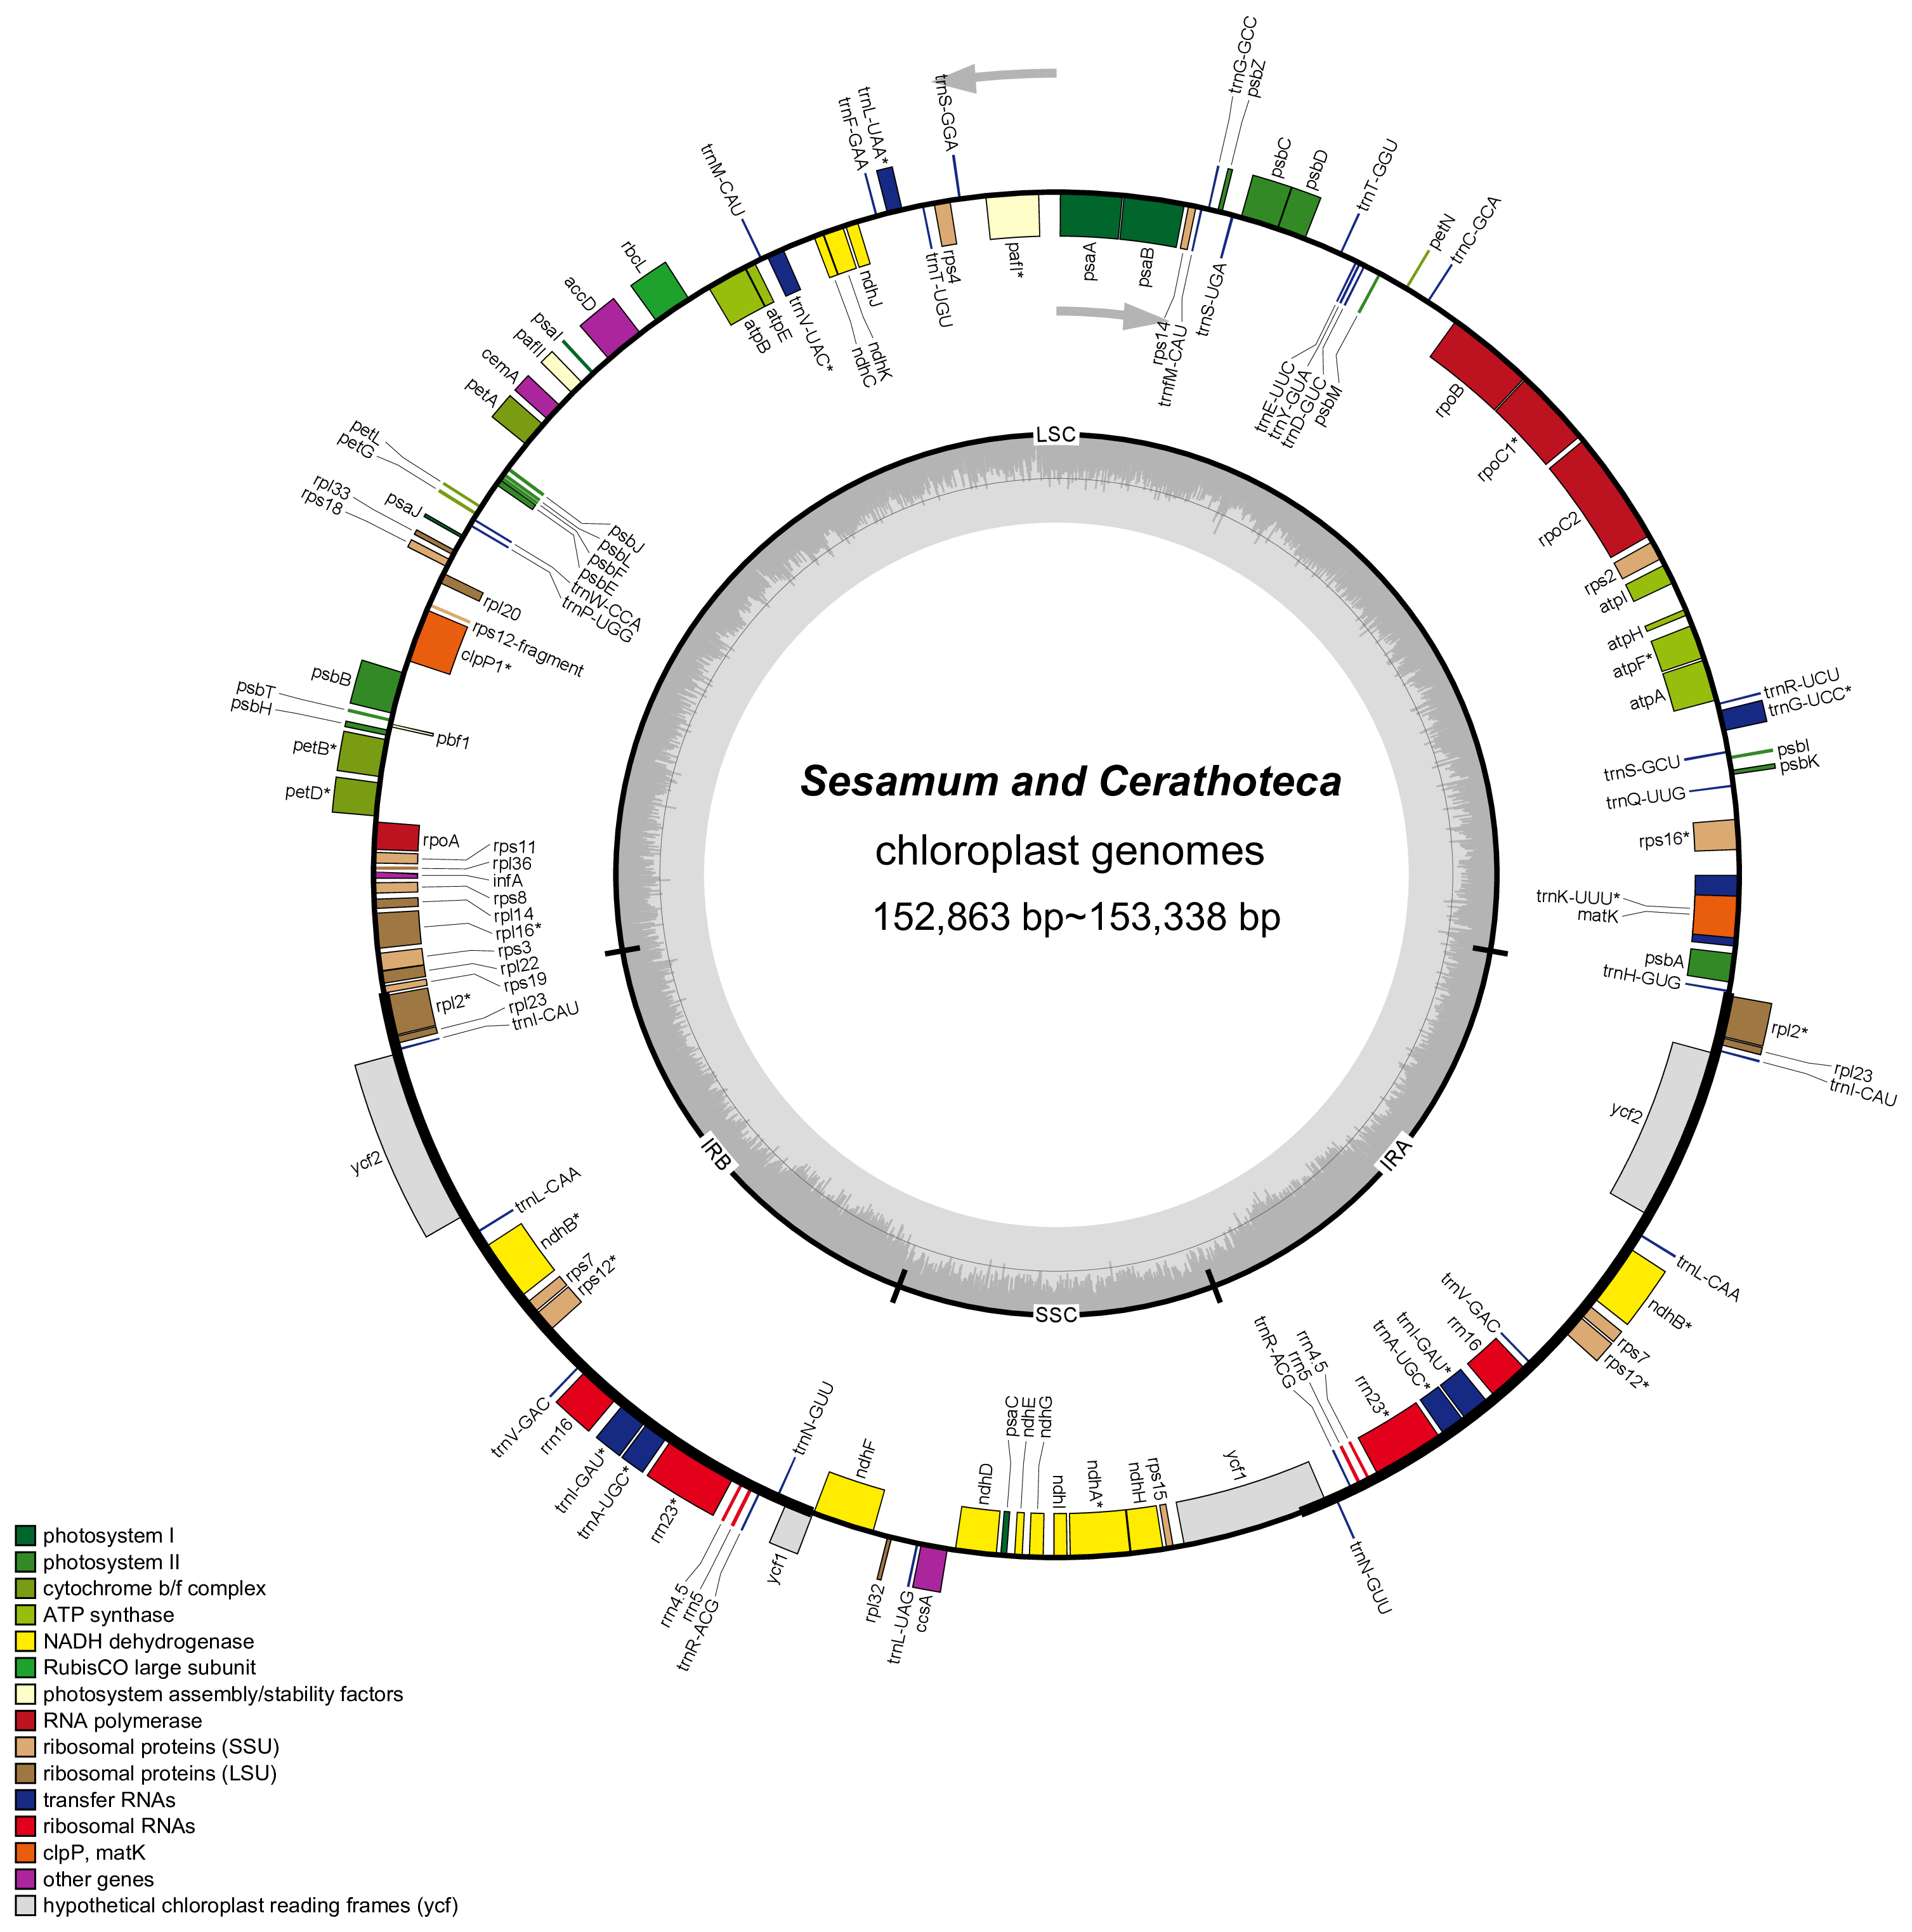 Sesamum and Cerathoteca
chloroplast genomes
152,863 bp~153,338 bp
LSC
IRA
SSC
IRB
psaA
psaB
rps14
trnfM-CAU
trnG-GCC
psbZ
trnS-UGA
psbC
psbD
trnT-GGU
trnE-UUC
trnY-GUA
trnD-GUC
psbM
petN
trnC-GCA
rpoB
rpoC1*
rpoC2
rps2
atpI
atpH
atpF*
atpA
trnR-UCU
trnG-UCC*
trnS-GCU
psbI
psbK
trnQ-UUG
rps16*
trnK-UUU*
matK
psbA
trnH-GUG
rpl2*
rpl23
trnI-CAU
ycf2
trnL-CAA
ndhB*
rps7
rps12*
trnV-GAC
rrn16
trnI-GAU*
trnA-UGC*
rrn23*
rrn4.5
rrn5
trnR-ACG
trnN-GUU
ycf1
rps15
ndhH
ndhA*
ndhI
ndhG
ndhE
psaC
ndhD
ccsA
trnL-UAG
rpl32
ndhF
ycf1
trnN-GUU
trnR-ACG
rrn5
rrn4.5
rrn23*
trnA-UGC*
trnI-GAU*
rrn16
trnV-GAC
rps12*
rps7
ndhB*
trnL-CAA
ycf2
trnI-CAU
rpl23
rpl2*
rps19
rpl22
rps3
rpl16*
rpl14
rps8
infA
rpl36
rps11
rpoA
petD*
petB*
psbH
pbf1
psbT
psbB
clpP1*
rps12-fragment
rpl20
rps18
rpl33
psaJ
trnP-UGG
trnW-CCA
petG
petL
psbE
psbF
psbL
psbJ
petA
cemA
pafII
psaI
accD
rbcL
atpB
atpE
trnM-CAU
trnV-UAC*
ndhC
ndhK
ndhJ
trnF-GAA
trnL-UAA*
trnT-UGU
rps4
trnS-GGA
pafI*
photosystem I
photosystem II
cytochrome b/f complex
ATP synthase
NADH dehydrogenase
RubisCO large subunit
photosystem assembly/stability factors
RNA polymerase
ribosomal proteins (SSU)
ribosomal proteins (LSU)
transfer RNAs
ribosomal RNAs
clpP, matK
other genes
hypothetical chloroplast reading frames (ycf)